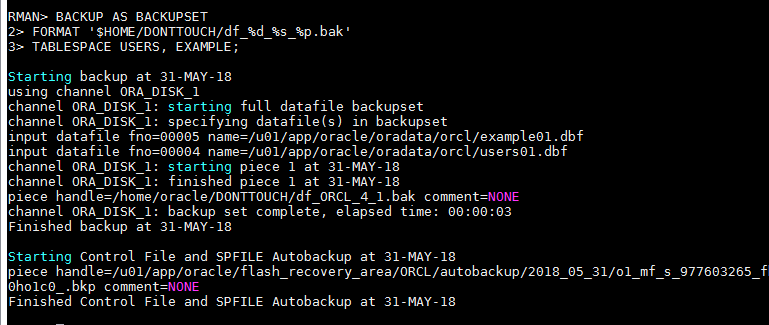 RMAN> BACKUP AS BACKUPSET
2> FORMAT '$HOME/DONTTOUCH/df_%d_%s_%p.bak'
3> TABLESPACE USERS, EXAMPLE;
Starting backup at 31-MAY-18
using channel ORA_DISK_1
channel ORA_DISK_1: starting full datafile backupset
channel ORA_DISK_1: specifying datafile(s) in backupset
input datafile fno=00005 name=/u01/app/oracle/oradata/orcl/example01.dbf
input datafile fno=00004 name=/u01/app/oracle/oradata/orcl/users01.dbf
channel ORA_DISK_1: starting piece 1 at 31-MAY-18
channel ORA_DISK_1: finished piece 1 at 31-MAY-18
piece handle=/home/oracle/DONTTOUCH/df_ORCL_4_1.bak comment=NONE
channel ORA_DISK_1: backup set complete, elapsed time: 00:00:03
Finished backup at 31-MAY-18
Starting Control File and SPFILE Autobackup at 31-MAY-18
piece handle=/u01/app/oracle/flash_recovery_area/ORCL/autobackup/2018_05_31/o1_mf_s_977603265_f
0ho1c0_.bkp comment=NONE
Finished Control File and SPFILE Autobackup at 31-MAY-18